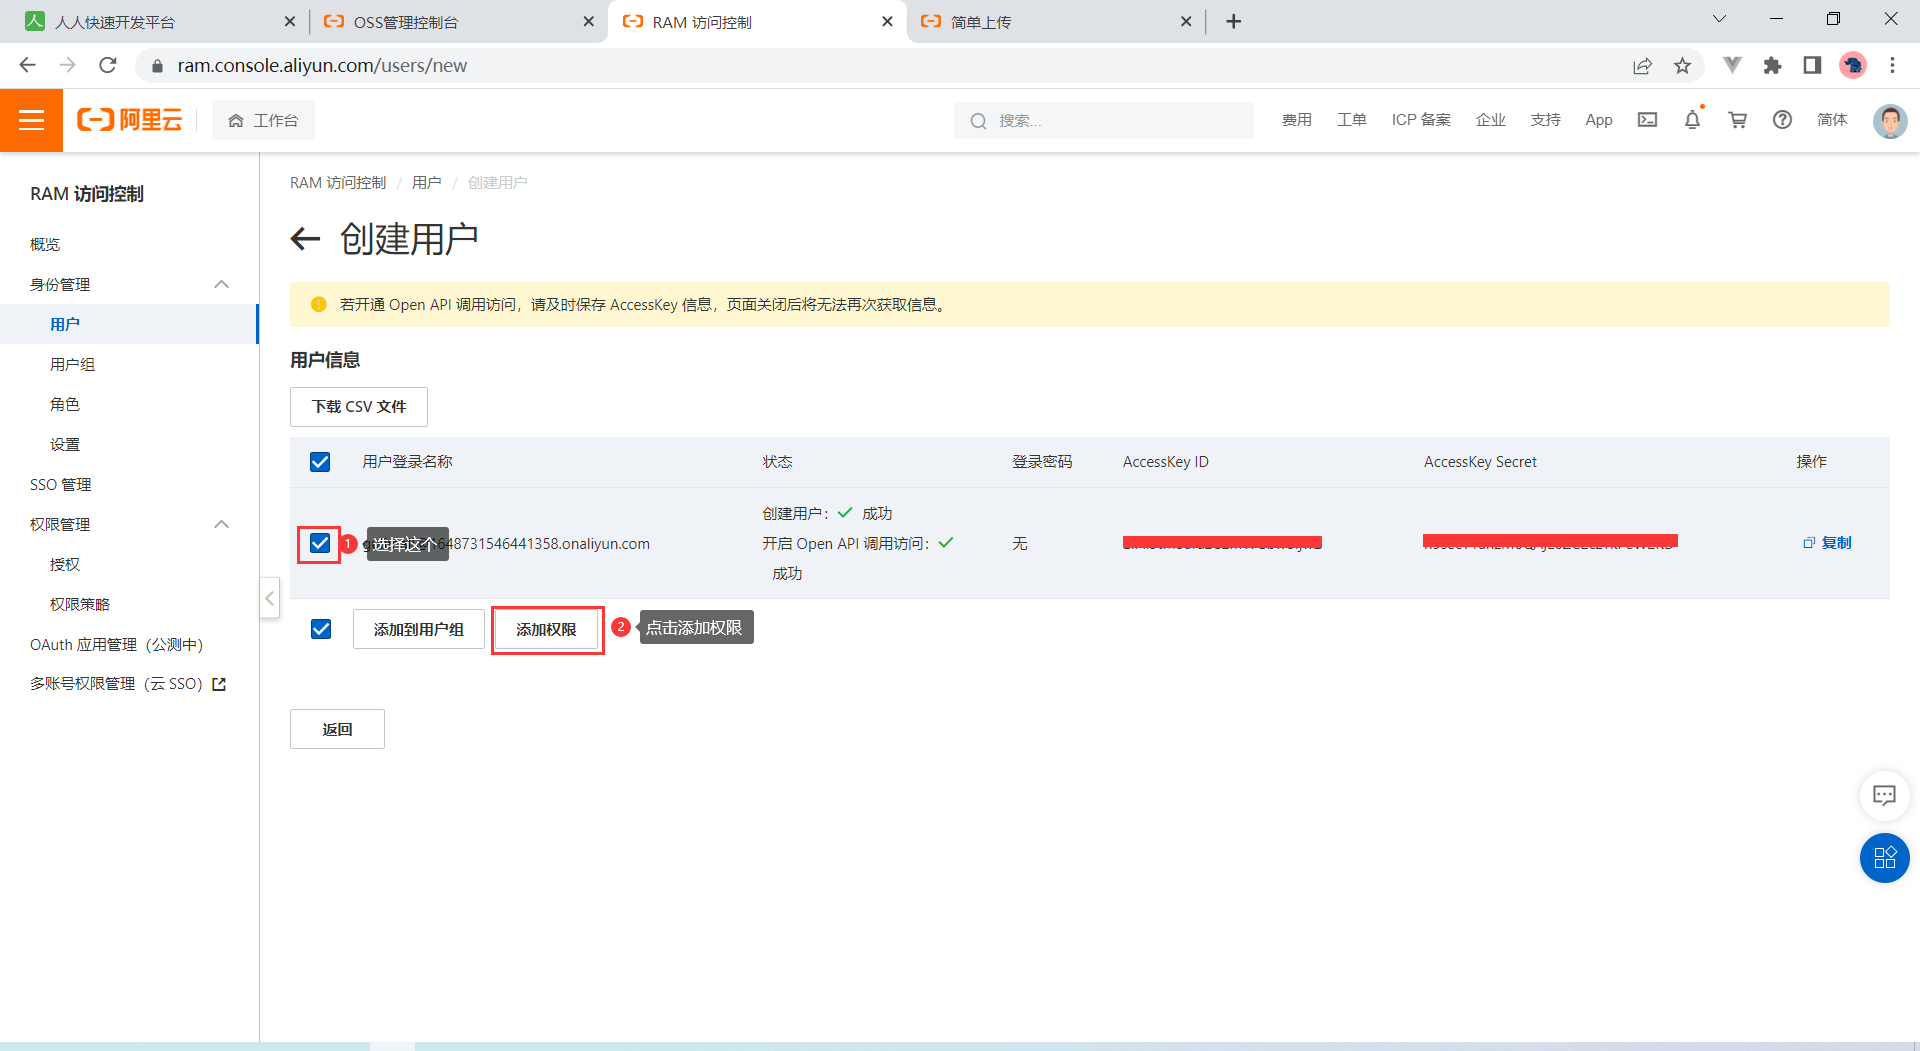 人人快速开发平台
OSS管理控制台
RAM 访问控制
简单上传
ram.console.aliyun.com/users/new
阿里云
工作台
搜索...
费用
工单
ICP 备案
企业
支持
App
简体
RAM 访问控制
概览
身份管理
用户
用户组
角色
设置
SSO 管理
权限管理
授权
权限策略
OAuth 应用管理（公测中）
多账号权限管理（云 SSO）
RAM 访问控制 / 用户 / 创建用户
创建用户
若开通 Open API 调用访问，请及时保存 AccessKey 信息，页面关闭后将无法再次获取信息。
用户信息
下载 CSV 文件
用户登录名称
状态
登录密码
AccessKey ID
AccessKey Secret
操作
1
选择这个
648731546441358.onaliyun.com
创建用户： 成功
开启 Open API 调用访问：
成功
无
复制
添加到用户组
添加权限
2
点击添加权限
返回